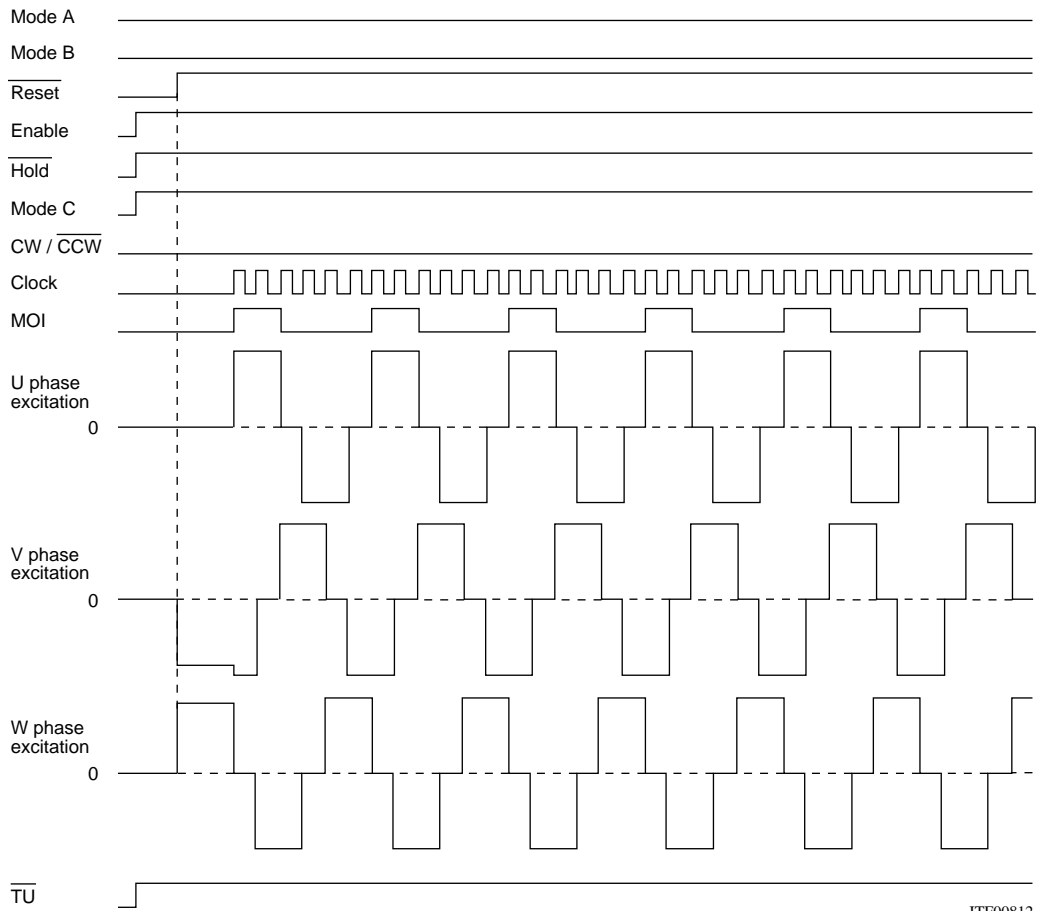 Mode A
Mode B
Reset
Enable
Hold
Mode C
CW / CCW
Clock
MOI
U phase
excitation
0
V phase
excitation
0
W phase
excitation
0
TU